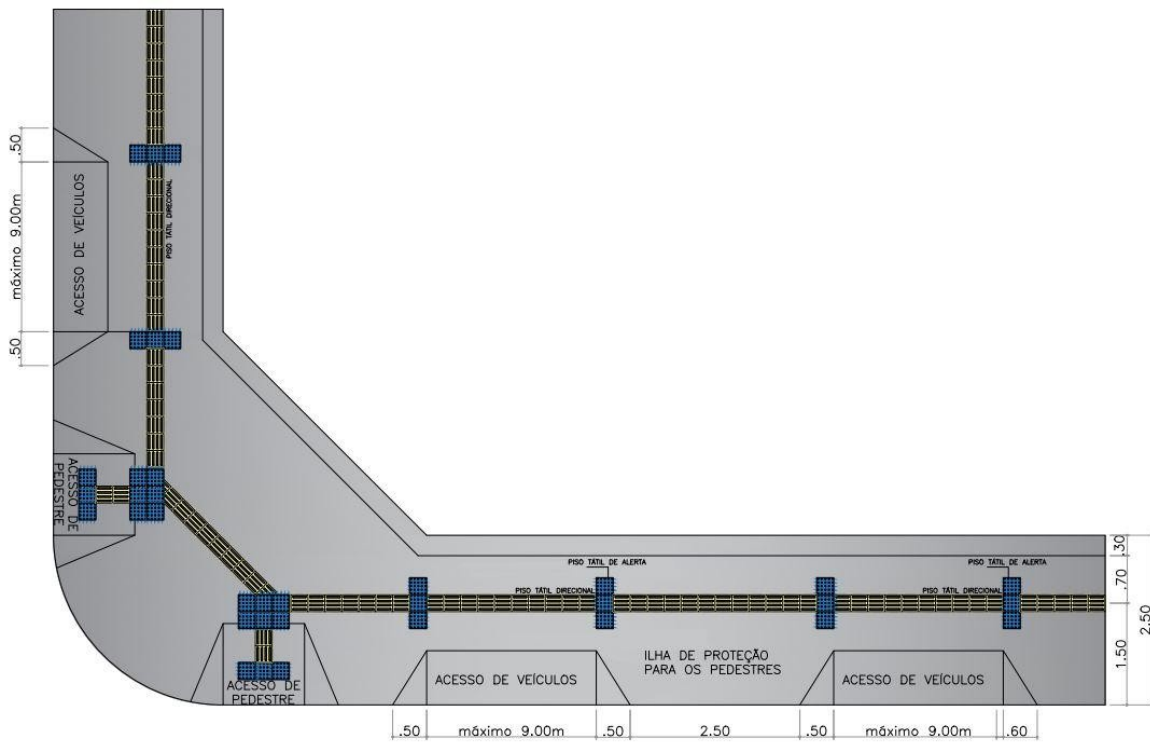 .50
máximo 9.00m
.50
ACESSO DE VEÍCULOS
PISO TÁTIL DIRECIONAL
ACESSO DE
PEDESTRE
ACESSO DE
PEDESTRE
PISO TÁTIL DE ALERTA
PISO TÁTIL DE ALERTA
PISO TÁTIL DIRECIONAL
PISO TÁTIL DIRECIONAL
ILHA DE PROTEÇÃO
PARA OS PEDESTRES
ACESSO DE VEÍCULOS
ACESSO DE VEÍCULOS
.30
.70
1.50
2.50
.50
máximo 9.00m
.50
2.50
.50
máximo 9.00m
.60